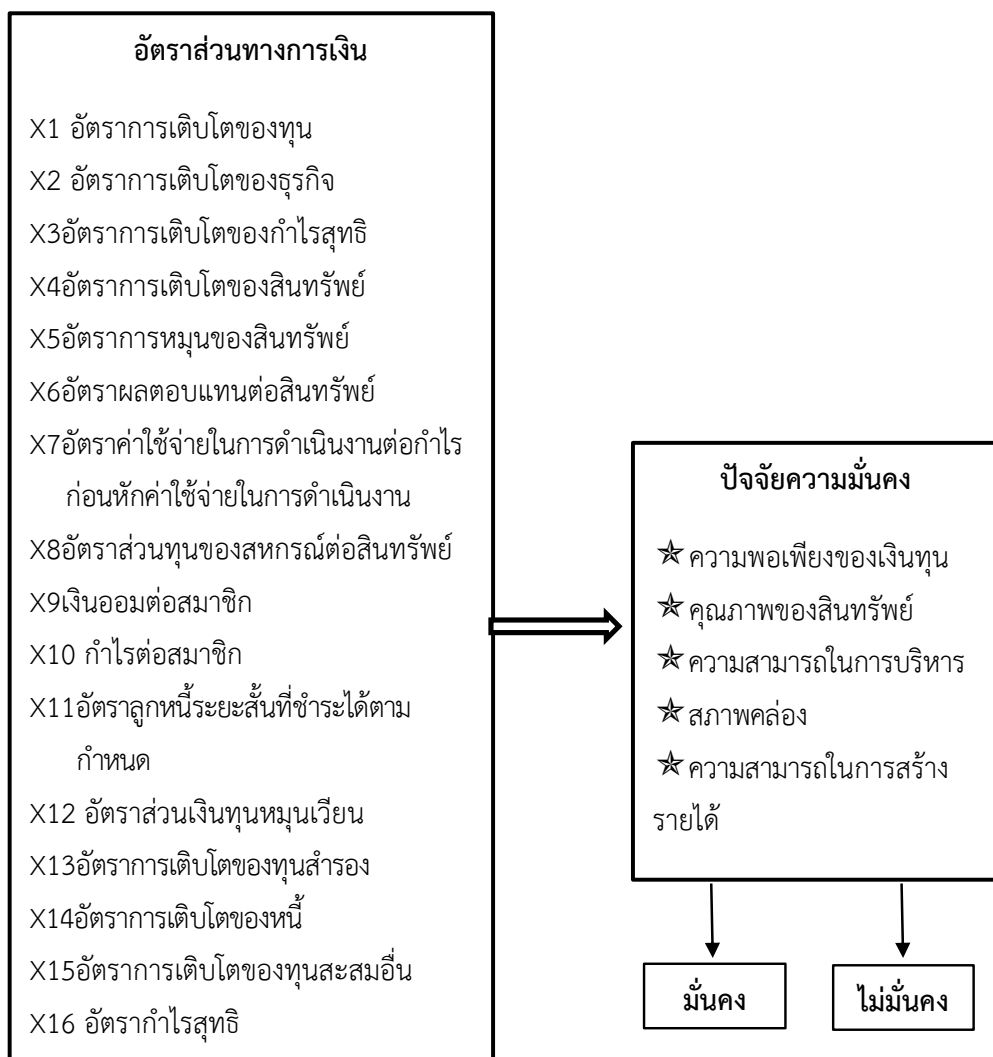 อัตราส่วนทางการเงิน
X1 อัตราการเติบโตของทุน
X2 อัตราการเติบโตของธุรกิจ
X3อัตราการเติบโตของกำไรสุทธิ
X4อัตราการเติบโตของสินทรัพย์
X5อัตราการหมุนของสินทรัพย์
X6อัตราผลตอบแทนต่อสินทรัพย์
X7อัตราค่าใช้จ่ายในการดำเนินงานต่อกำไร
ก่อนหักค่าใช้จ่ายในการดำเนินงาน
X8อัตราส่วนทุนของสหกรณ์ต่อสินทรัพย์
X9เงินออมต่อสมาชิก
X10 กำไรต่อสมาชิก
X11อัตราลูกหนี้ระยะสั้นที่ชำระได้ตาม
กำหนด
X12 อัตราส่วนเงินทุนหมุนเวียน
X13อัตราการเติบโตของทุนสำรอง
X14อัตราการเติบโตของหนี้
X15อัตราการเติบโตของทุนสะสมอื่น
X16 อัตรากำไรสุทธิ
ปัจจัยความมั่นคง
✯ความพอเพียงของเงินทุน
✯คุณภาพของสินทรัพย์
✯ความสามารถในการบริหาร
✯สภาพคล่อง
✯ความสามารถในการสร้าง
รายได้
มั่นคง
ไม่มั่นคง